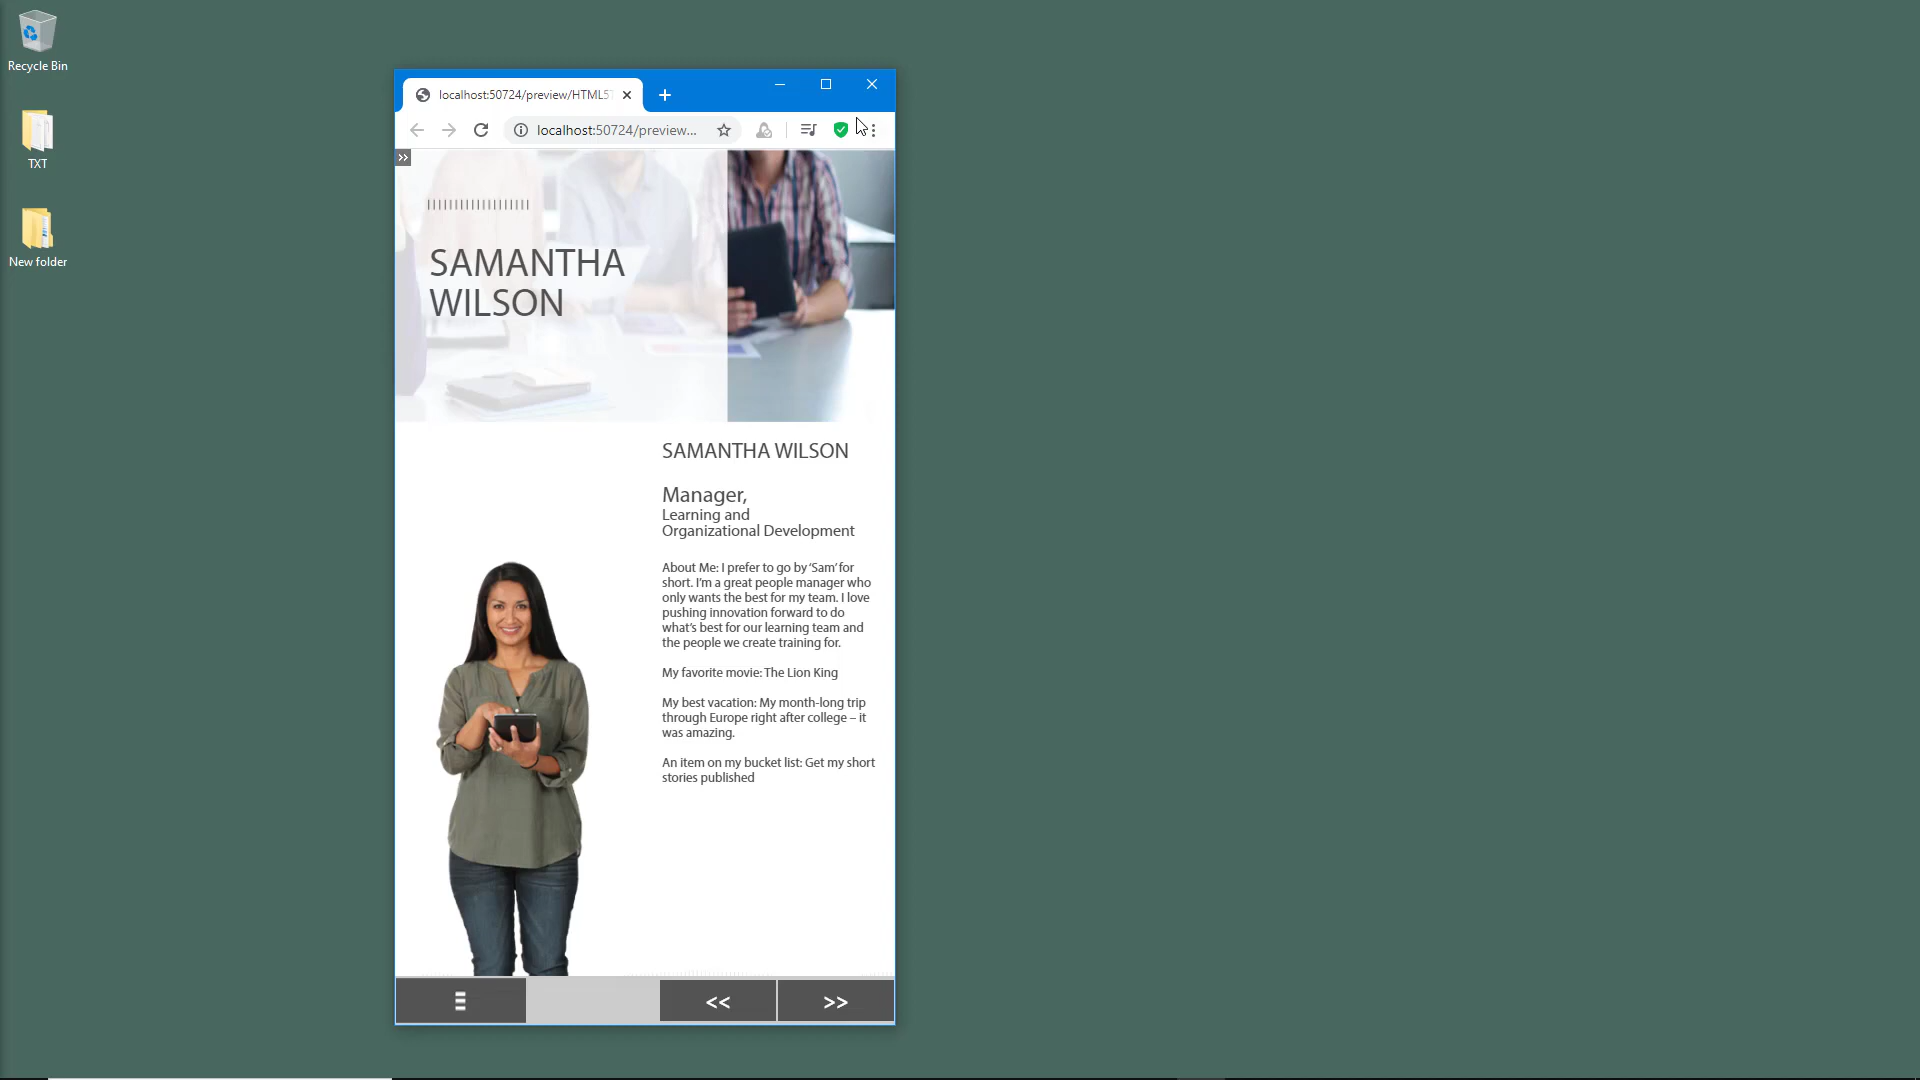 Recycle Bin
TXT
New folder
localhost:50724/preview/HTML5
localhost:50724/preview...
SAMANTHA
WILSON
SAMANTHA WILSON
Manager,
Learning and
Organizational Development
About Me: I prefer to go by ‘Sam’ for
short. I’m a great people manager who
only wants the best for my team. I love
pushing innovation forward to do
what’s best for our learning team and
the people we create training for.
My favorite movie: The Lion King
My best vacation: My month-long trip
through Europe right after college – it
was amazing.
An item on my bucket list: Get my short
stories published
<< >>